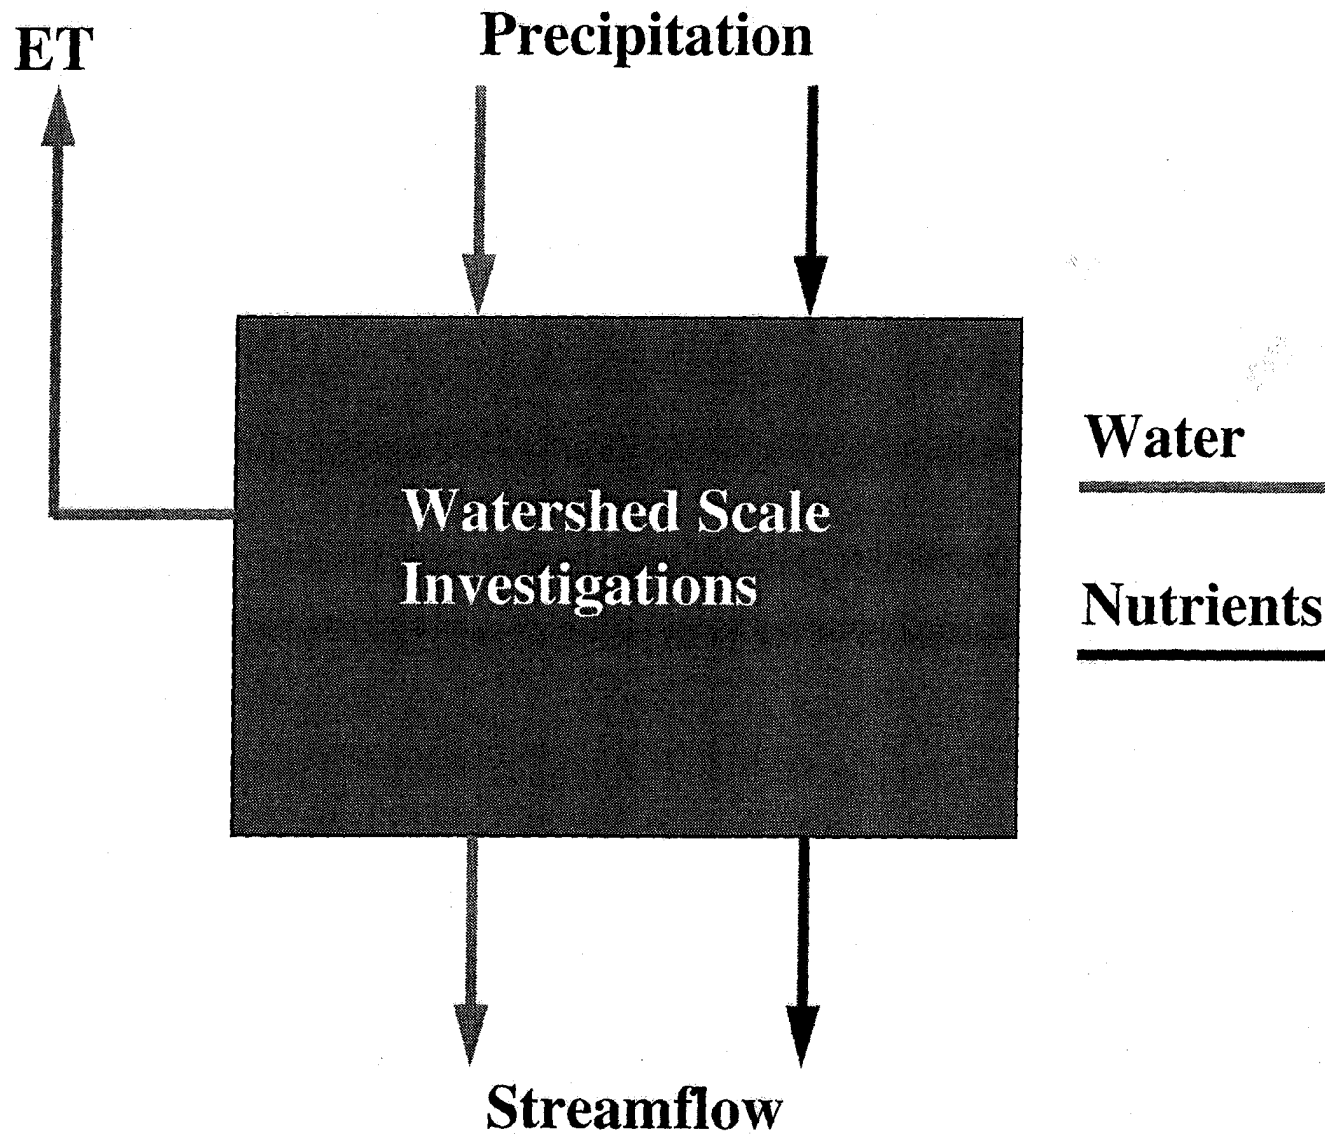 ET
Precipitation
Watershed Scale
Investigations
Water
Nutrients
Streamflow